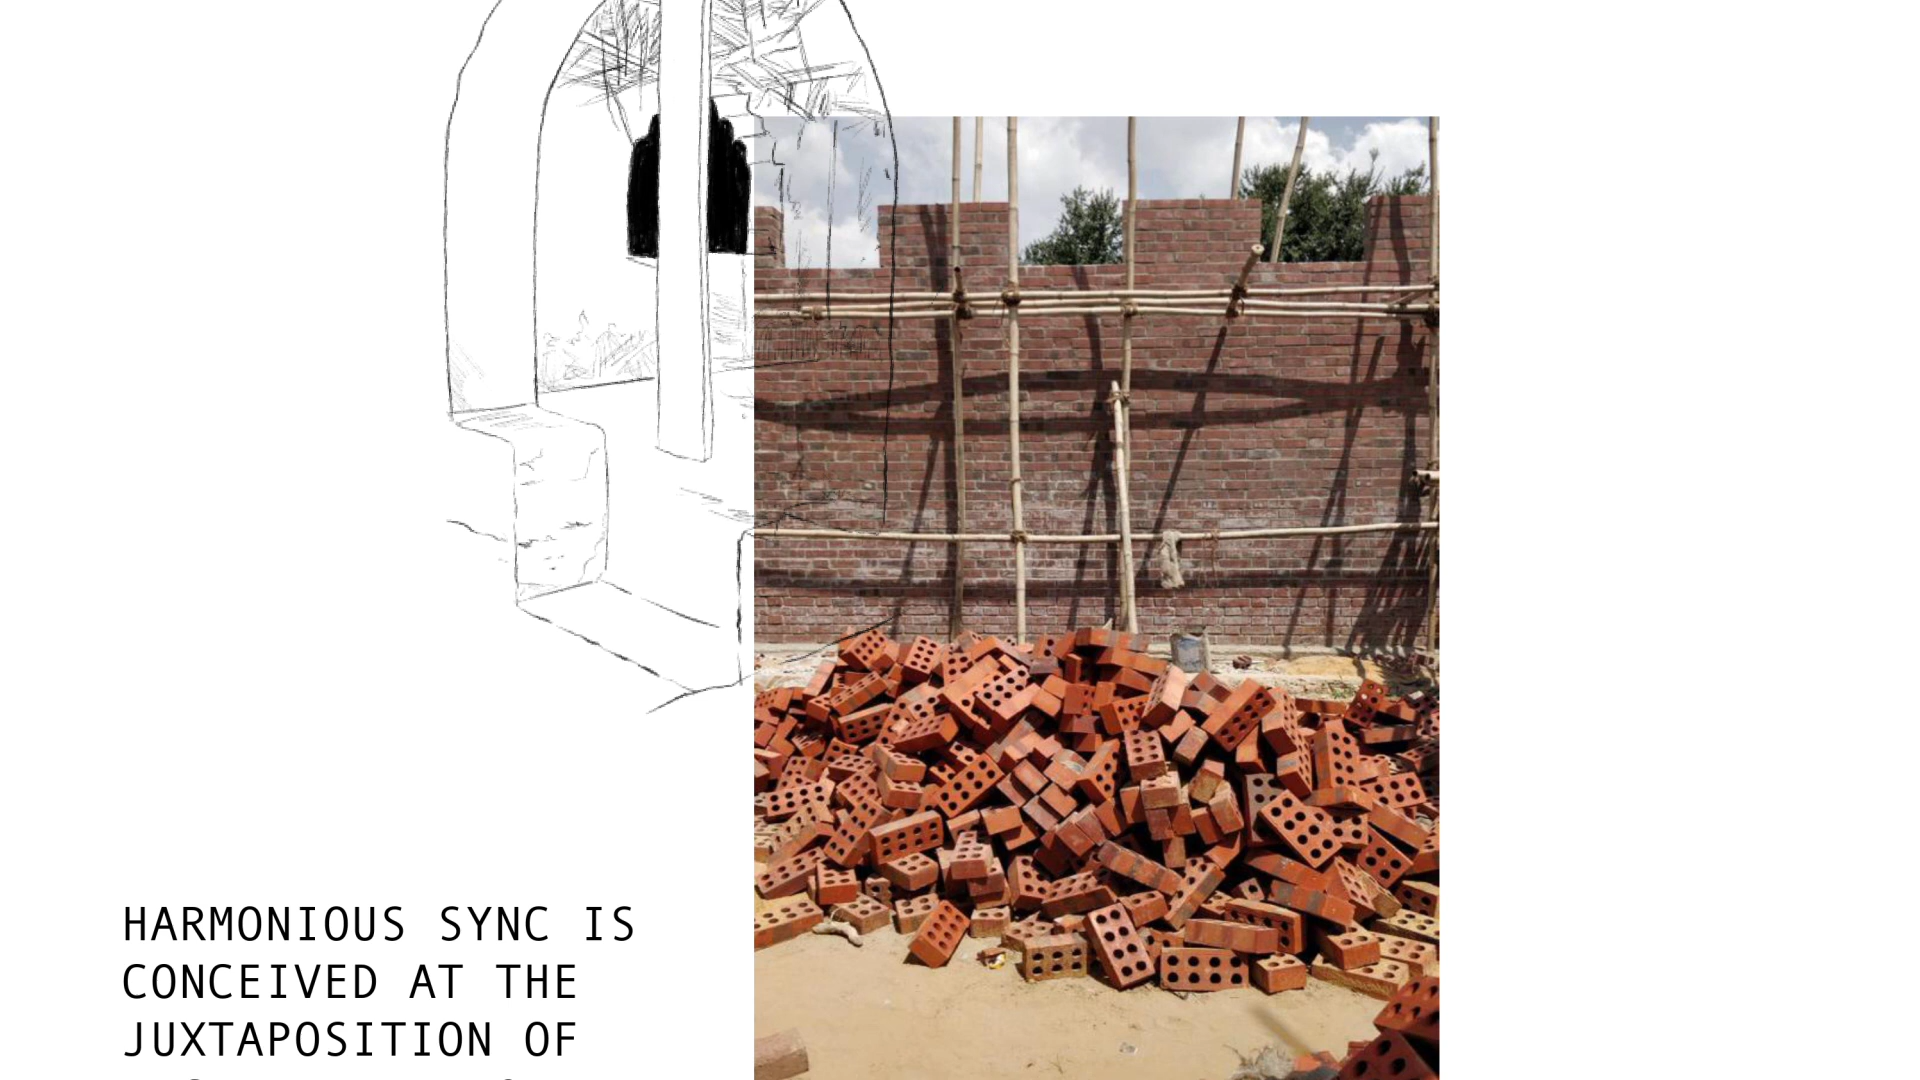 HARMONIOUS SYNC IS
CONCEIVED AT THE
JUXTAPOSITION OF